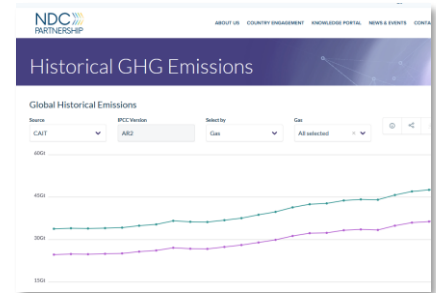 NDC
PARTNERSHIP
ABOUT US COUNTRY ENGAGEMENT KNOWLEDGE PORTAL NEWS & EVENTS CONTA
Historical GHG Emissions
Global Historical Emissions
Source IPCC Version Select by Gas
CAIT AR2 Gas All selected ×
60Gt
45Gt
30Gt
15Gt